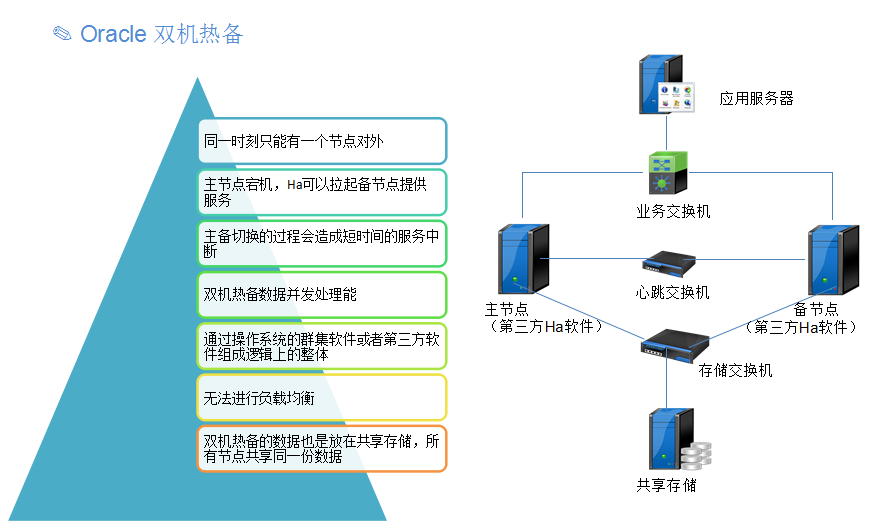 Oracle 双机热备
同一时刻只能有一个节点对外
主节点宕机，Ha可以拉起备节点提供
服务
主备切换的过程会造成短时间的服务中
断
双机热备数据并发处理能
通过操作系统的群集软件或者第三方软
件组成逻辑上的整体
无法进行负载均衡
双机热备的数据也是放在共享存储，所
有节点共享同一份数据
应用服务器
业务交换机
心跳交换机
主节点
（第三方Ha软件）
备节点
（第三方Ha软件）
存储交换机
共享存储